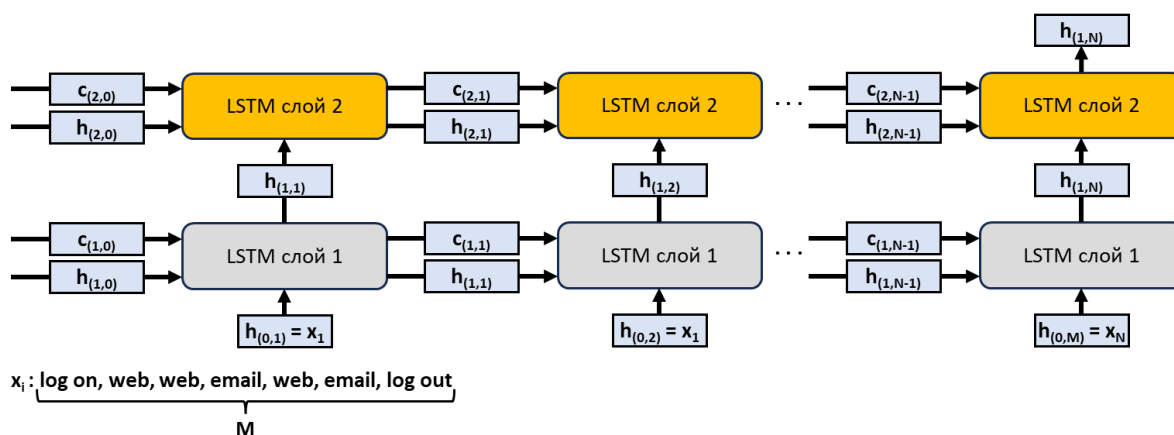 h(1,N)
c(2,0) LSTM слой 2 c(2,1) LSTM слой 2 ... c(2,N-1) LSTM слой 2
h(2,0) h(2,1) h(2,N-1)
h(1,1) h(1,2) h(1,N)
c(1,0) LSTM слой 1 c(1,1) LSTM слой 1 ... c(1,N-1) LSTM слой 1
h(1,0) h(1,1) h(1,N-1)
h(0,1) = x1 h(0,2) = x1 h(0,M) = xN
xi : log on, web, web, email, web, email, log out
M